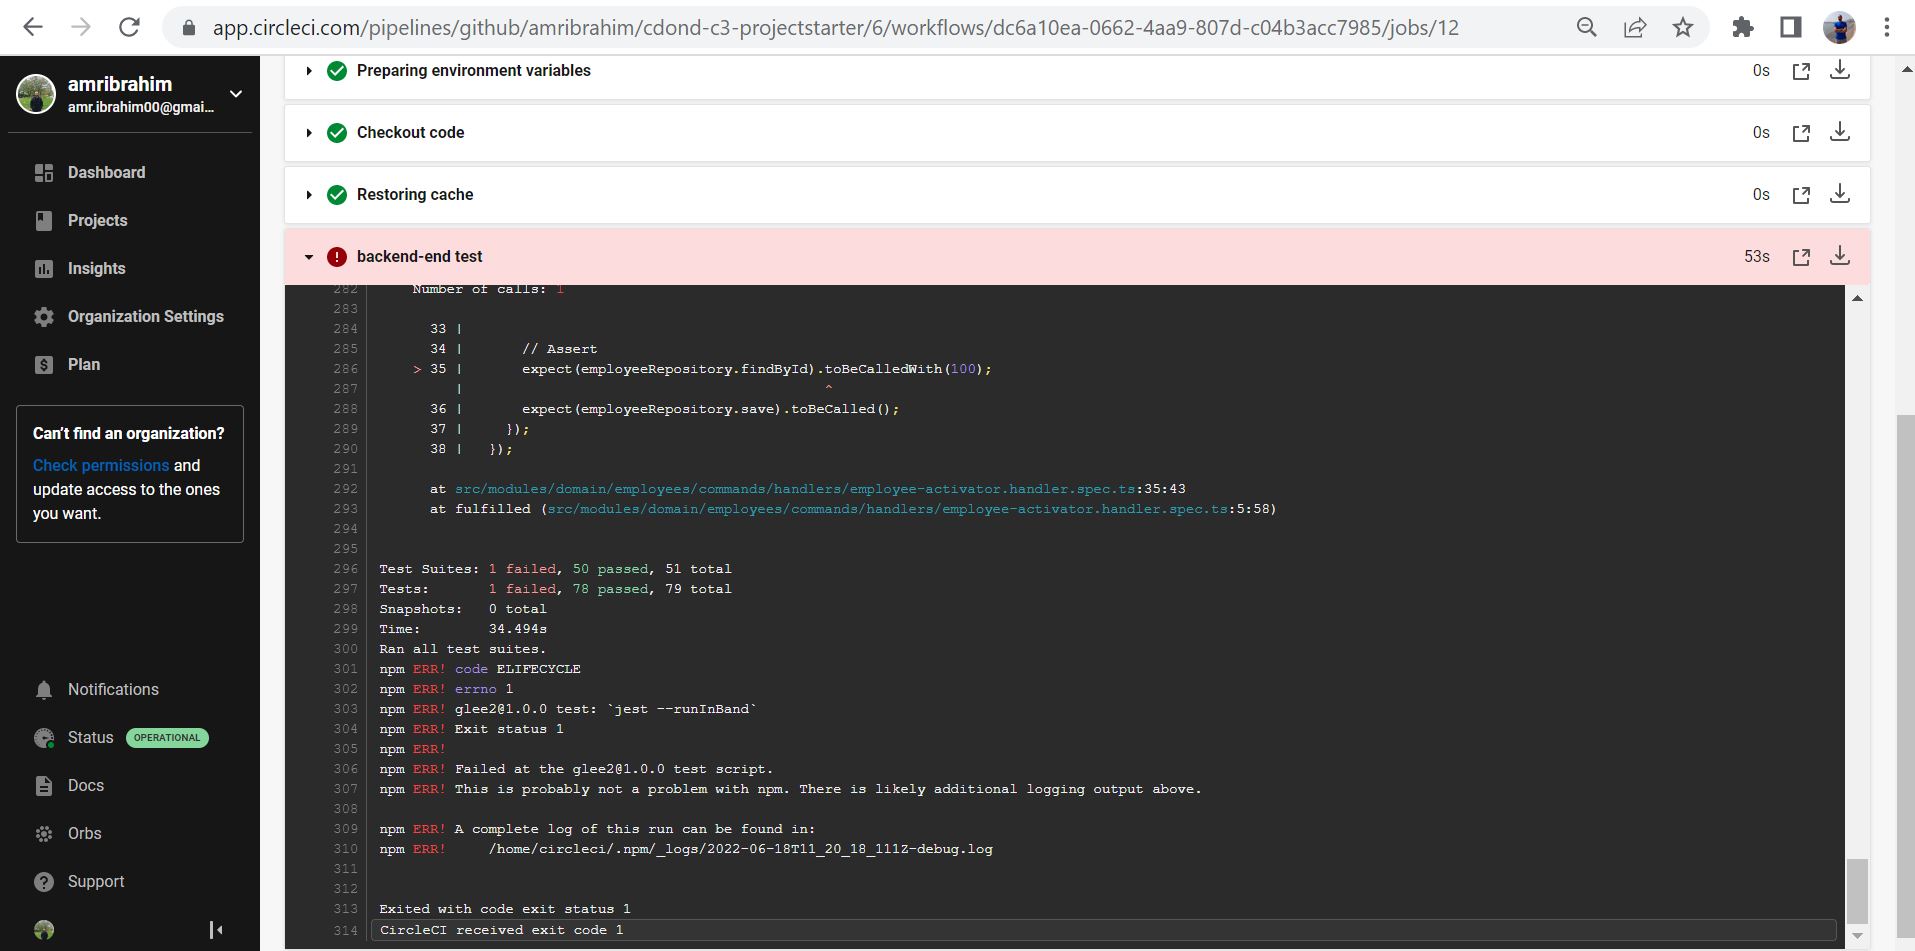 app.circleci.com/pipelines/github/amribrahim/cdond-c3-projectstarter/6/workflows/dc6a10ea-0662-4aa9-807d-c04b3acc7985/jobs/12
amribrahim
amr.ibrahim00@gmai...
Dashboard
Projects
Insights
Organization Settings
Plan
Can't find an organization?
Check permissions and
update access to the ones
you want.
Notifications
Status OPERATIONAL
Docs
Orbs
Support
Preparing environment variables 0s
Checkout code 0s
Restoring cache 0s
backend-end test 53s
282 Number of calls: 1
283
284 33 |
285 34 | // Assert
286 > 35 | expect(employeeRepository.findById).toBeCalledWith(100);
287 | ^
288 36 | expect(employeeRepository.save).toBeCalled();
289 37 | });
290 38 | });
291
292 at src/modules/domain/employees/commands/handlers/employee-activator.handler.spec.ts:35:43
293 at fulfilled (src/modules/domain/employees/commands/handlers/employee-activator.handler.spec.ts:5:58)
294
295
296 Test Suites: 1 failed, 50 passed, 51 total
297 Tests: 1 failed, 78 passed, 79 total
298 Snapshots: 0 total
299 Time: 34.494s
300 Ran all test suites.
301 npm ERR! code ELIFECYCLE
302 npm ERR! errno 1
303 npm ERR! glee2@1.0.0 test: `jest --runInBand`
304 npm ERR! Exit status 1
305 npm ERR!
306 npm ERR! Failed at the glee2@1.0.0 test script.
307 npm ERR! This is probably not a problem with npm. There is likely additional logging output above.
308
309 npm ERR! A complete log of this run can be found in:
310 npm ERR! /home/circleci/.npm/_logs/2022-06-18T11_20_18_111Z-debug.log
311
312
313 Exited with code exit status 1
314 CircleCI received exit code 1